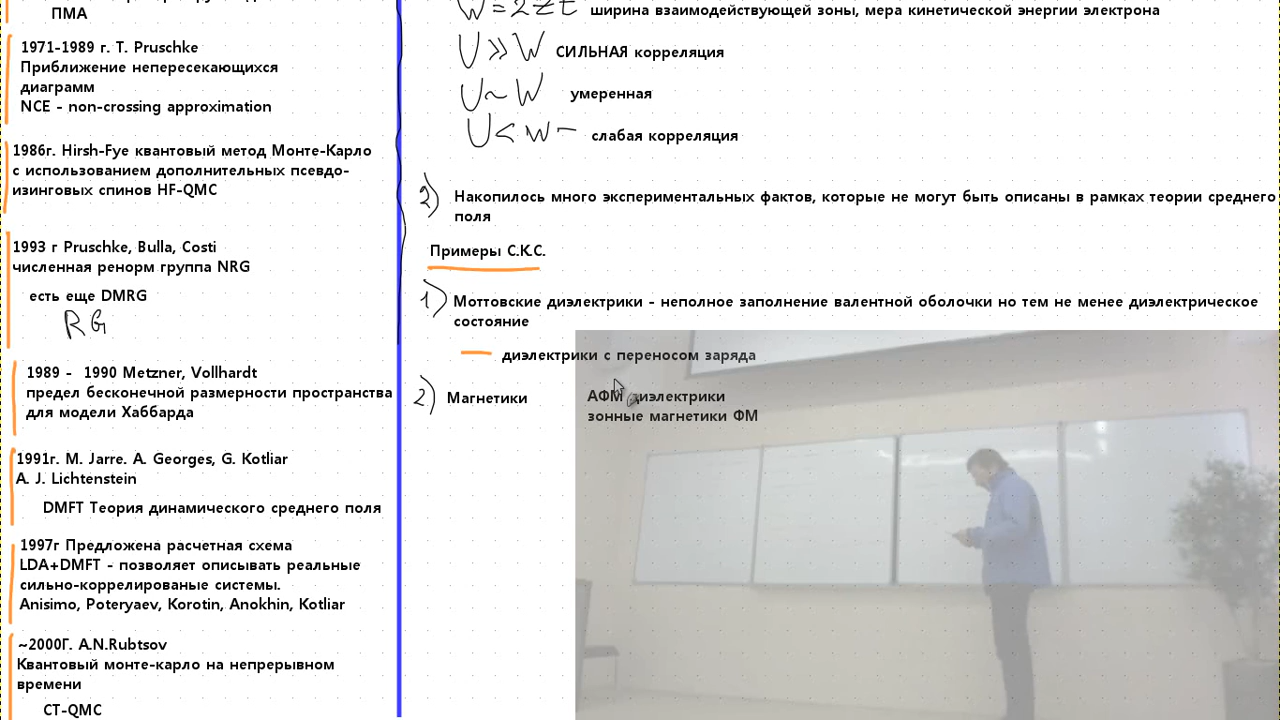 ПМА
1971-1989 г. T. Pruschke
Приближение непересекающихся
диаграмм
NCE - non-crossing approximation
1986г. Hirsh-Fye квантовый метод Монте-Карло
с использованием дополнительных псевдо-
изинговых спинов HF-QMC
1993 г Pruschke, Bulla, Costi
численная ренорм группа NRG
есть еще DMRG
RG
1989 - 1990 Metzner, Vollhardt
предел бесконечной размерности пространства
для модели Хаббарда
1991г. M. Jarre. A. Georges, G. Kotliar
A. J. Lichtenstein
DMFT Теория динамического среднего поля
1997г Предложена расчетная схема
LDA+DMFT - позволяет описывать реальные
сильно-коррелированые системы.
Anisimo, Poteryaev, Korotin, Anokhin, Kotliar
~2000Г. A.N.Rubtsov
Квантовый монте-карло на непрерывном
времени
CT-QMC
W = 2zt ширина взаимодействующей зоны, мера кинетической энергии электрона
U >> W СИЛЬНАЯ корреляция
U ~ W умеренная
U < W - слабая корреляция
2) Накопилось много экспериментальных фактов, которые не могут быть описаны в рамках теории среднего
поля
Примеры С.К.С.
1) Моттовские диэлектрики - неполное заполнение валентной оболочки но тем не менее диэлектрическое
состояние
диэлектрики с переносом заряда
2) Магнетики АФМ диэлектрики
зонные магнетики ФМ